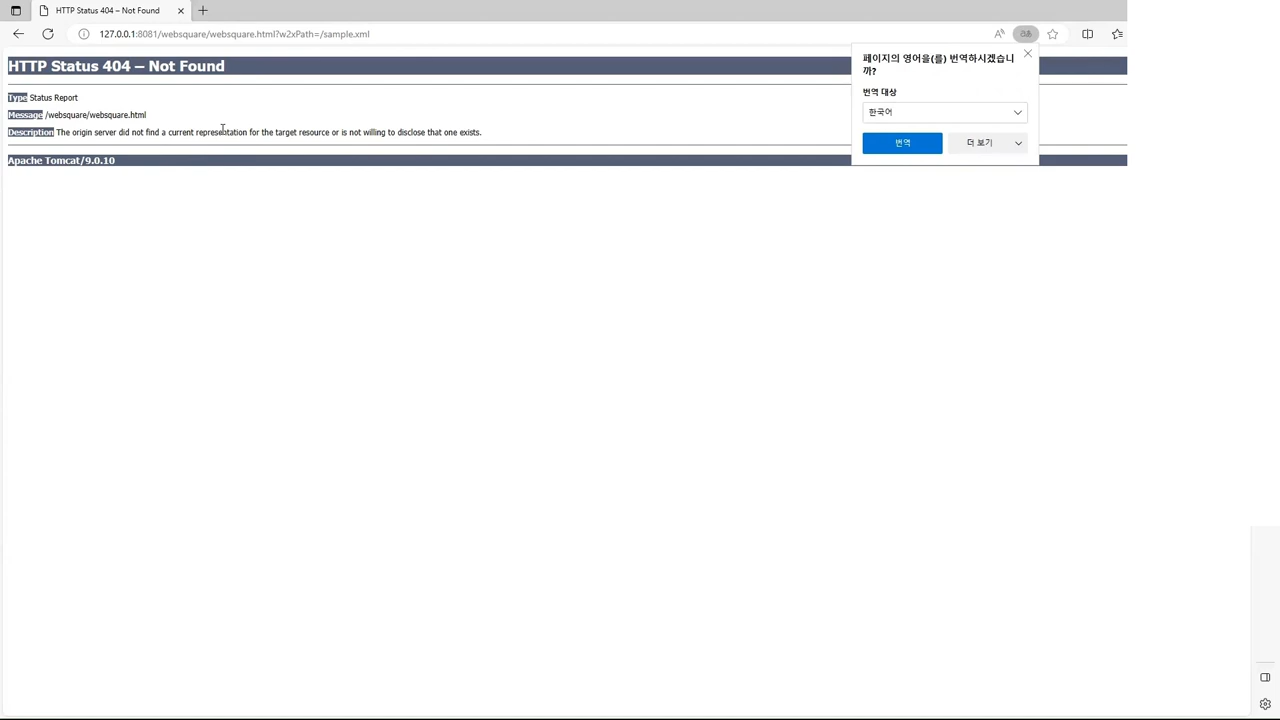 HTTP Status 404 – Not Found
127.0.0.1:8081/websquare/websquare.html?w2xPath=/sample.xml
HTTP Status 404 – Not Found
Type Status Report
Message /websquare/websquare.html
Description The origin server did not find a current representation for the target resource or is not willing to disclose that one exists.
Apache Tomcat/9.0.10
페이지의 영어을(를) 번역하시겠습니
까?
번역 대상
한국어
번역
더 보기